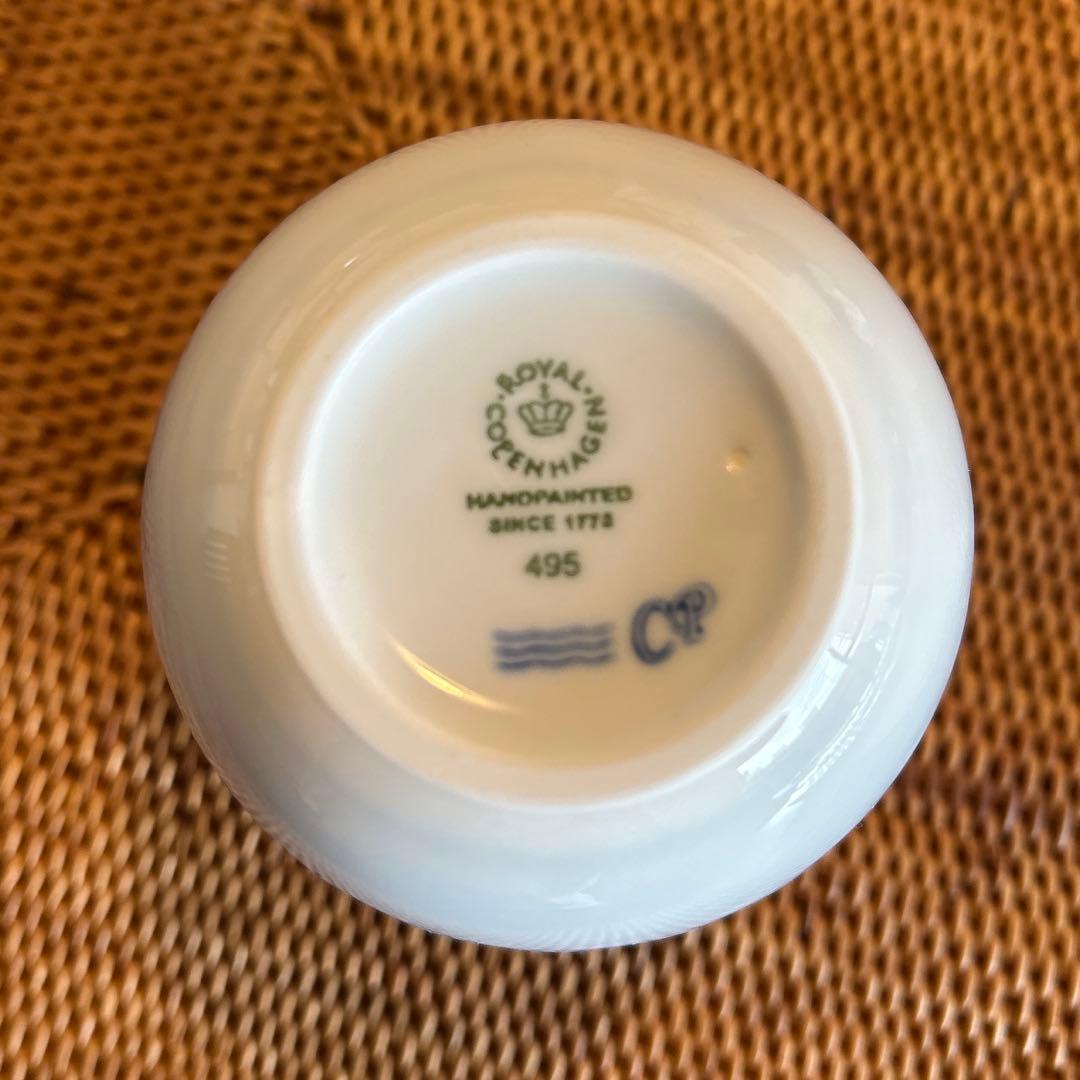 ROYAL
COPENHAGEN
HANDPAINTED
SINCE 1775
495